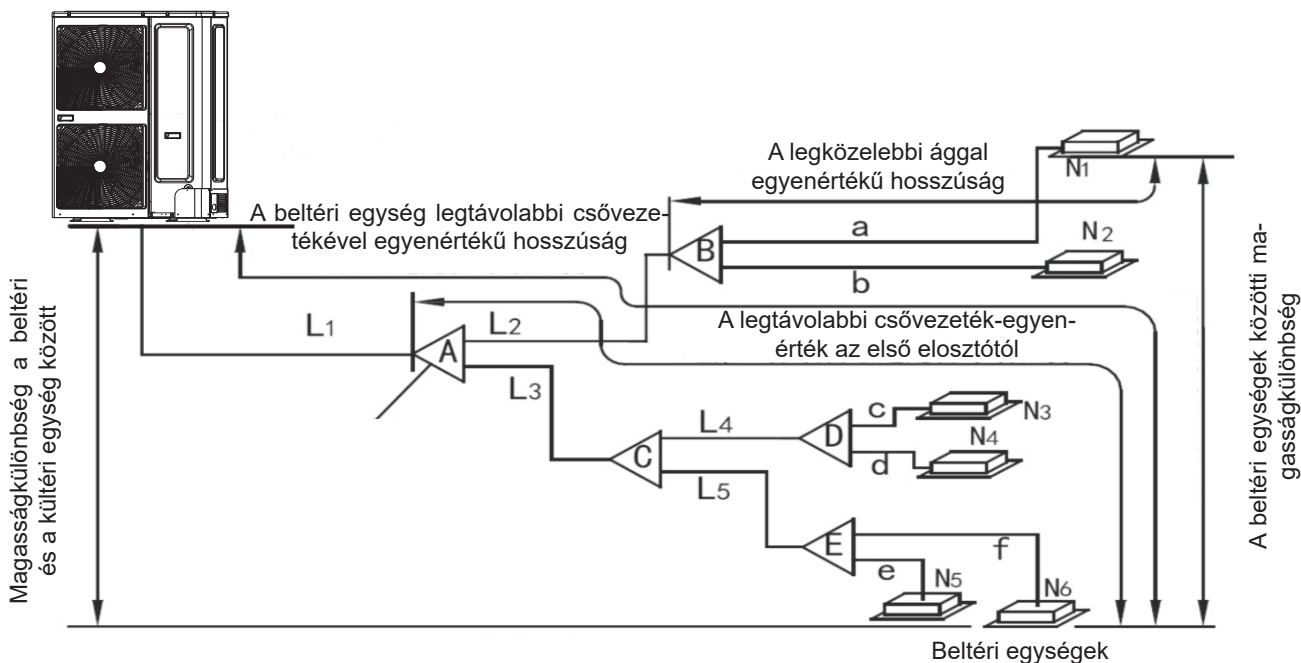 A legközelebbi ággal
egyenértékű hosszúság
N1
A beltéri egység legtávolabbi csőveze-
tékével egyenértékű hosszúság
a
B
N2
b
L1
L2
A legtávolabbi csővezeték-egyen-
érték az első elosztótól
A
L3
c
N3
L4
D
N4
d
C
L5
E
f
e
N5
N6
Beltéri egységek
Magasságkülönbség a beltéri
és a kültéri egység között
A beltéri egységek közötti ma-
gasságkülönbség